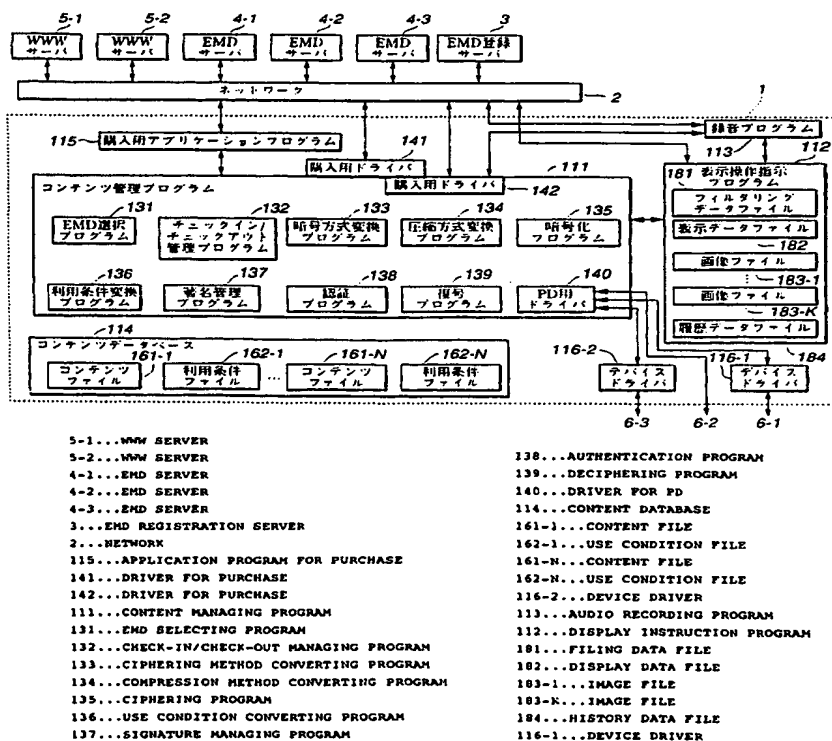 5-1
5-2
4-1
4-2
4-3
3
WWW
サーバ
WWW
サーバ
EMD
サーバ
EMD
サーバ
EMD
サーバ
EMD登録
サーバ
ネットワーク
2
1
115
購入用アプリケーションプログラム
141
録音プログラム
113
112
購入用ドライバ
111
購入用ドライバ
142
コンテンツ管理プログラム
表示操作指示
プログラム
181
フィルタリング
データファイル
表示データファイル
182
画像ファイル
183-1
画像ファイル
183-K
履歴データファイル
184
131
EMD選択
プログラム
132
チェックイン/
チェックアウト
管理プログラム
133
暗号方式変換
プログラム
134
圧縮方式変換
プログラム
135
暗号化
プログラム
136
利用条件変換
プログラム
137
署名管理
プログラム
138
認証
プログラム
139
復号
プログラム
140
PD用
ドライバ
114
コンテンツデータベース
161-1
コンテンツ
ファイル
162-1
利用条件
ファイル
...
161-N
コンテンツ
ファイル
162-N
利用条件
ファイル
116-2
デバイス
ドライバ
116-1
デバイス
ドライバ
6-3
6-2
6-1
5-1...WWW SERVER
5-2...WWW SERVER
4-1...EMD SERVER
4-2...EMD SERVER
4-3...EMD SERVER
3...EMD REGISTRATION SERVER
2...NETWORK
115...APPLICATION PROGRAM FOR PURCHASE
141...DRIVER FOR PURCHASE
142...DRIVER FOR PURCHASE
111...CONTENT MANAGING PROGRAM
131...EMD SELECTING PROGRAM
132...CHECK-IN/CHECK-OUT MANAGING PROGRAM
133...CIPHERING METHOD CONVERTING PROGRAM
134...COMPRESSION METHOD CONVERTING PROGRAM
135...CIPHERING PROGRAM
136...USE CONDITION CONVERTING PROGRAM
137...SIGNATURE MANAGING PROGRAM
138...AUTHENTICATION PROGRAM
139...DECIPHERING PROGRAM
140...DRIVER FOR PD
114...CONTENT DATABASE
161-1...CONTENT FILE
162-1...USE CONDITION FILE
161-N...CONTENT FILE
162-N...USE CONDITION FILE
116-2...DEVICE DRIVER
113...AUDIO RECORDING PROGRAM
112...DISPLAY INSTRUCTION PROGRAM
181...FILING DATA FILE
182...DISPLAY DATA FILE
183-1...IMAGE FILE
183-K...IMAGE FILE
184...HISTORY DATA FILE
116-1...DEVICE DRIVER